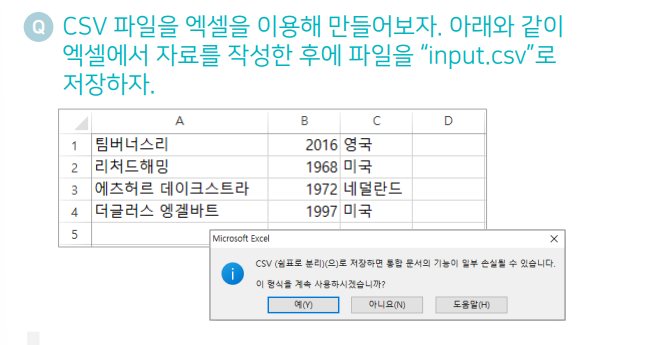 Q CSV 파일을 엑셀을 이용해 만들어보자. 아래와 같이
엑셀에서 자료를 작성한 후에 파일을 “input.csv”로
저장하자.
A B C D
1 팀버너스리 2016 영국
2 리처드해밍 1968 미국
3 에츠허르 데이크스트라 1972 네덜란드
4 더글러스 엥겔바트 1997 미국
5
Microsoft Excel
CSV (쉼표로 분리)(으)로 저장하면 통합 문서의 기능이 일부 손실될 수 있습니다.
이 형식을 계속 사용하시겠습니까?
예(Y) 아니요(N) 도움말(H)